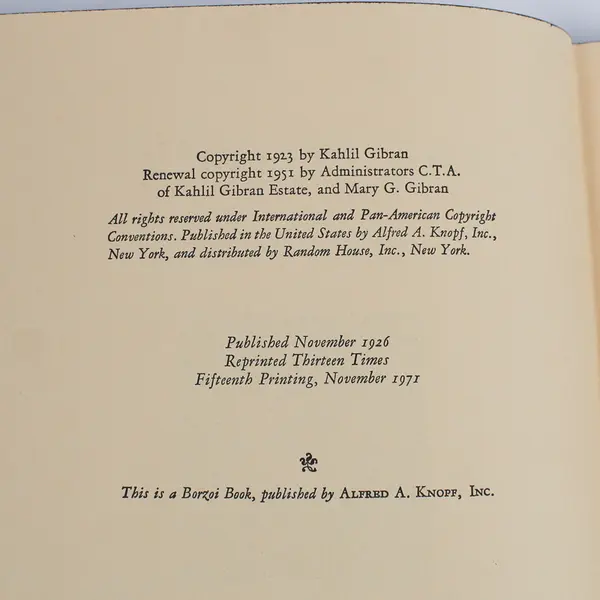 Copyright 1923 by Kahlil Gibran
Renewal copyright 1951 by Administrators C.T.A.
of Kahlil Gibran Estate, and Mary G. Gibran
All rights reserved under International and Pan-American Copyright
Conventions. Published in the United States by Alfred A. Knopf, Inc.,
New York, and distributed by Random House, Inc., New York.
Published November 1926
Reprinted Thirteen Times
Fifteenth Printing, November 1971
This is a Borzoi Book, published by Alfred A. Knopf, Inc.